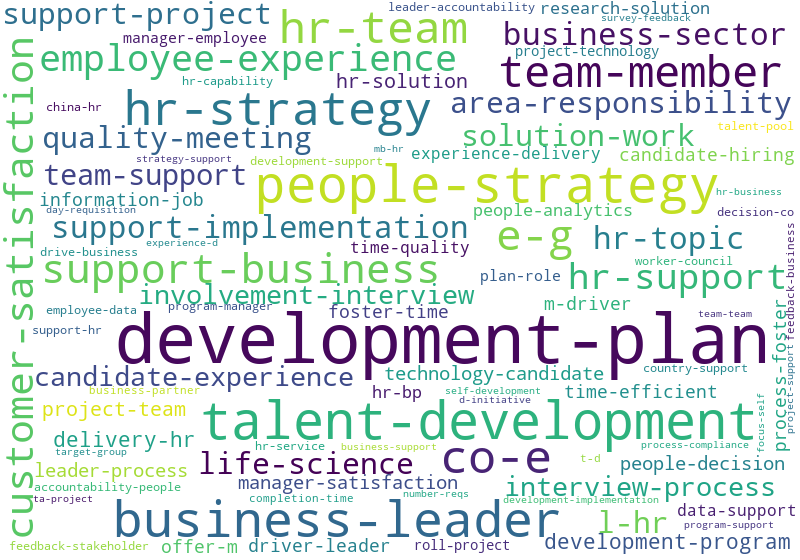 leader-accountability
research-solution
support-project
hr-team
survey-feedback
business-sector
manager-employee
project-technology
employee-experience
team-member
hr-capability
hr-solution
china-hr
hr-strategy
area-responsibility
quality-meeting
solution-work
talent-pool
mb-hr
strategy-support
development-support
experience-delivery
candidate-hiring
team-support
people-strategy
hr-business
information-job
day-requisition
people-analytics
decision-co
support-implementation
e-g
hr-topic
experience-d
time-quality
drive-business
support-business
worker-council
plan-role
hr-support
involvement-interview
employee-data
program-manager
foster-time
m-driver
team-team
support-hr
development-plan
customer-satisfaction
feedback-business
process-foster
project-support
candidate-experience
technology-candidate
country-support
business-partner
hr-bp
self-development
time-efficient
d-initiative
project-team
talent-development
focus-self
delivery-hr
hr-service
business-support
process-compliance
target-group
life-science
co-e
t-d
people-decision
leader-process
accountability-people
manager-satisfaction
interview-process
ta-project
completion-time
number-reqs
development-implementation
data-support
business-leader
l-hr
program-support
feedback-stakeholder
offer-m
driver-leader
roll-project
development-program